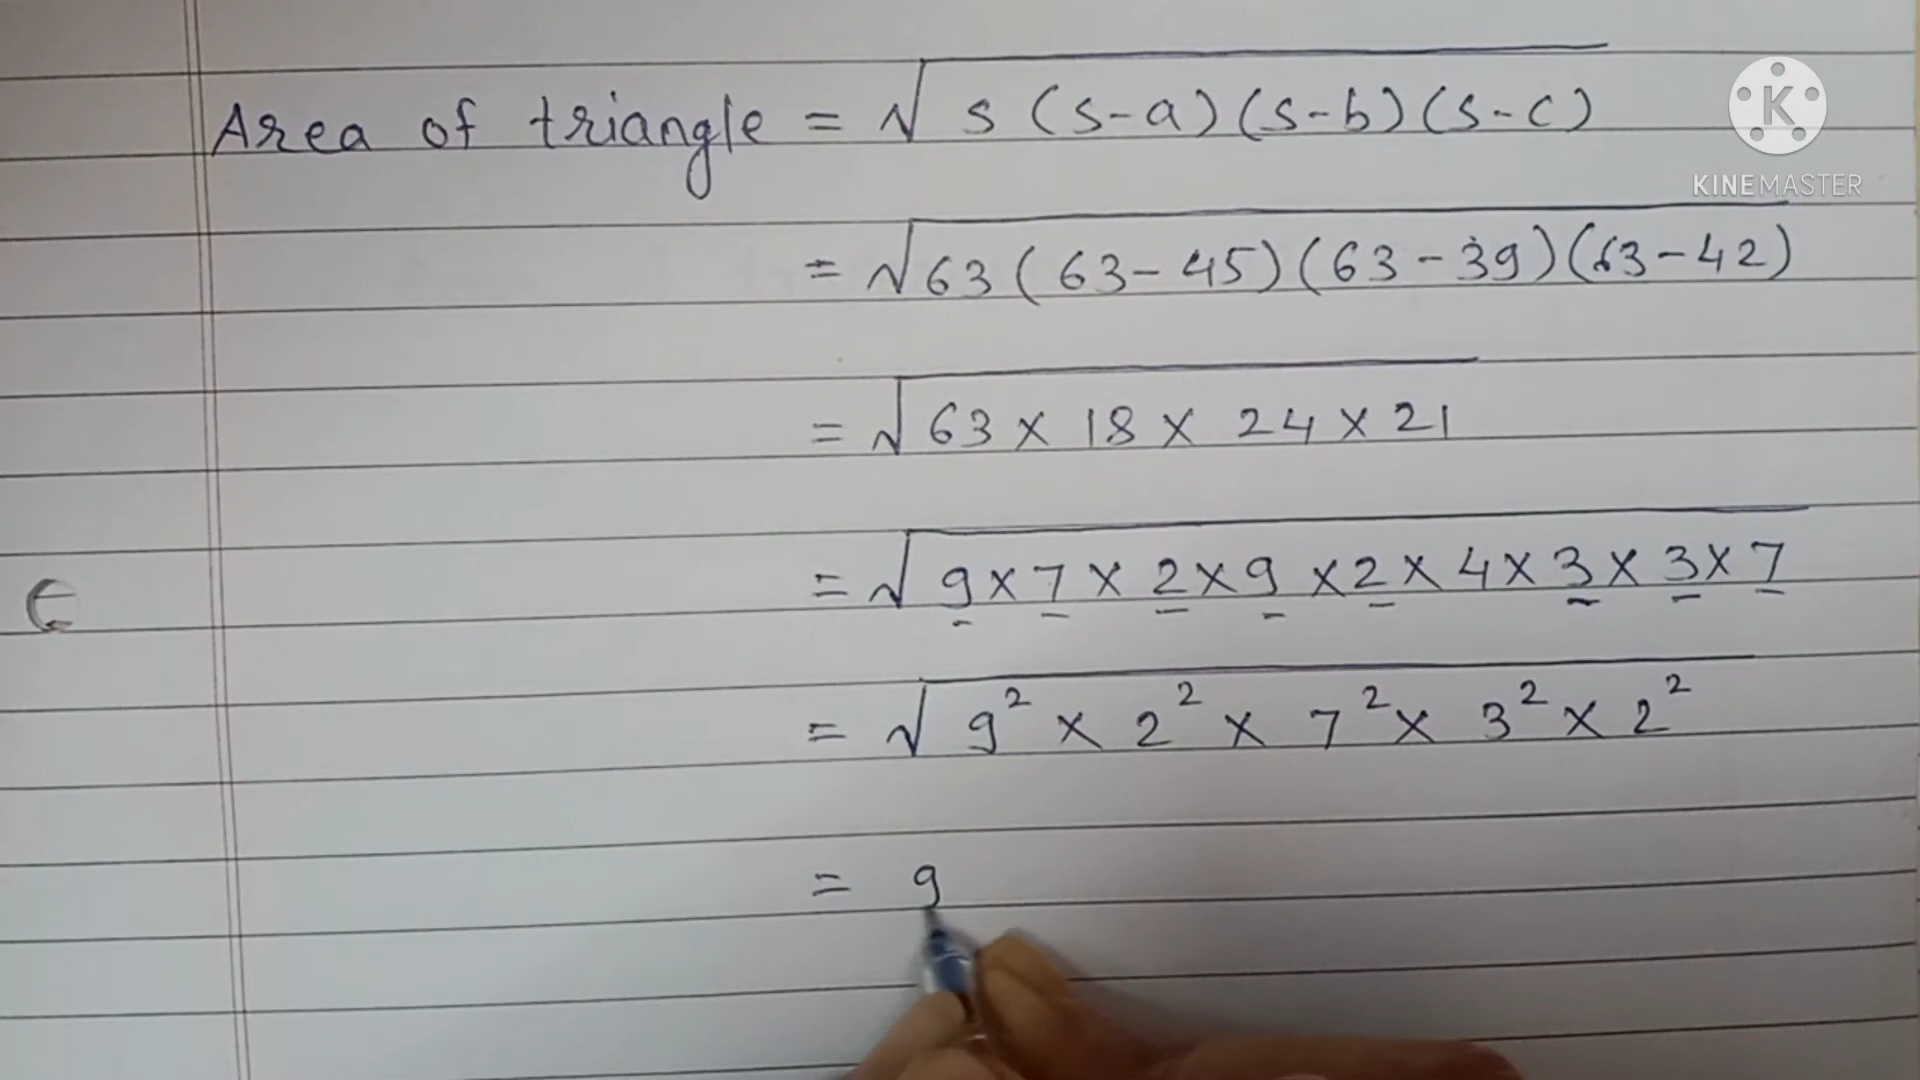 Area of triangle = √s(s-a)(s-b)(s-c)
K
KINEMASTER
= √63(63-45)(63-39)(63-42)
= √63 × 18 × 24 × 21
= √9 × 7 × 2 × 9 × 2 × 4 × 3 × 3 × 7
= √9² × 2² × 7² × 3² × 2²
= 9